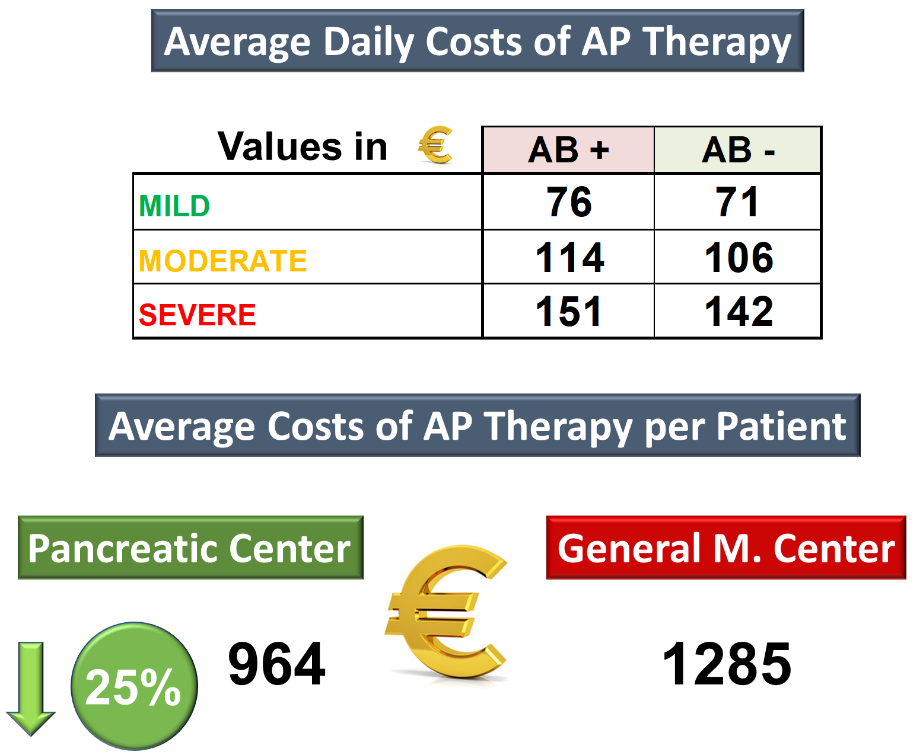 Average Daily Costs of AP Therapy
Values in € AB + AB -
MILD 76 71
MODERATE 114 106
SEVERE 151 142
Average Costs of AP Therapy per Patient
Pancreatic Center € General M. Center
25% 964 1285